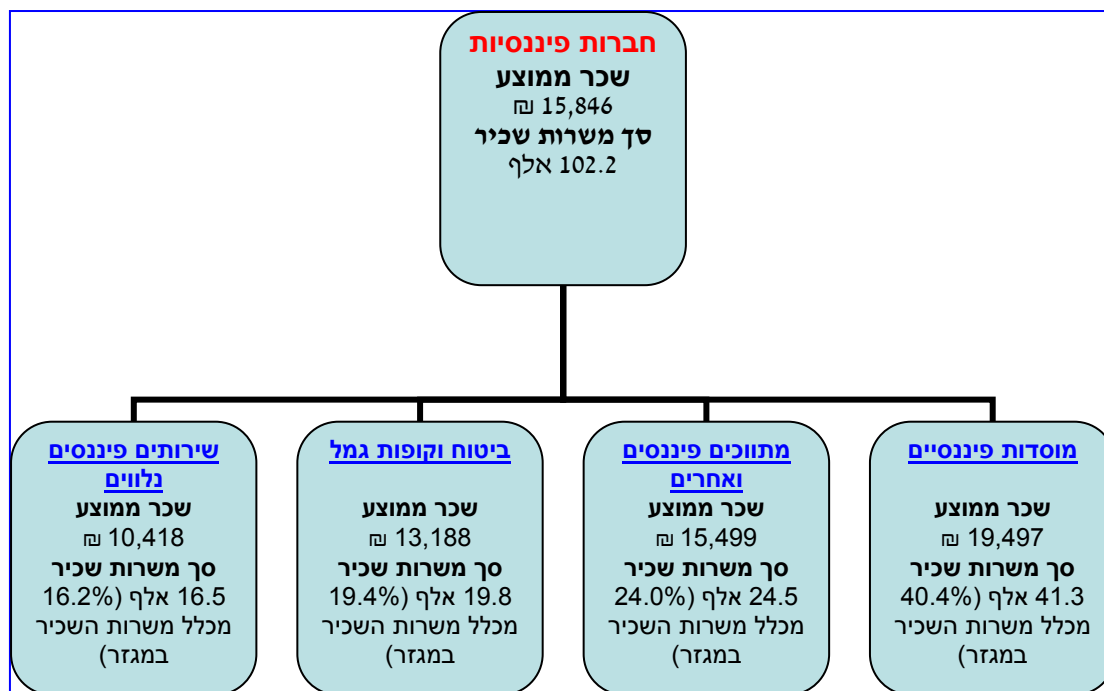 חברות פיננסיות
שכר ממוצע
15,846 ₪
סך משרות שכיר
102.2 אלף
מוסדות פיננסיים
שכר ממוצע
19,497 ₪
סך משרות שכיר
41.3 אלף (40.4%
מכלל משרות השכיר
במגזר)
מתווכים פיננסים
ואחרים
שכר ממוצע
15,499 ₪
סך משרות שכיר
24.5 אלף (24.0%
מכלל משרות השכיר
במגזר)
ביטוח וקופות גמל
שכר ממוצע
13,188 ₪
סך משרות שכיר
19.8 אלף (19.4%
מכלל משרות השכיר
במגזר)
שירותים פיננסים
נלווים
שכר ממוצע
10,418 ₪
סך משרות שכיר
16.5 אלף (16.2%
מכלל משרות השכיר
במגזר)